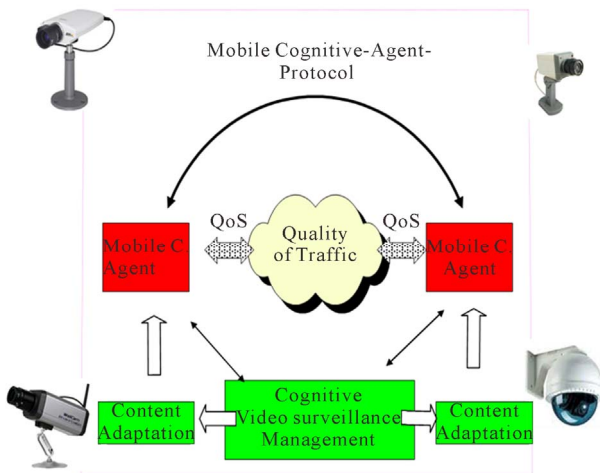 Mobile Cognitive-Agent-
Protocol
QoS
QoS
Mobile C.
Agent
Quality
of Traffic
Mobile C.
Agent
Content
Adaptation
Cognitive
Video surveillance
Management
Content
Adaptation